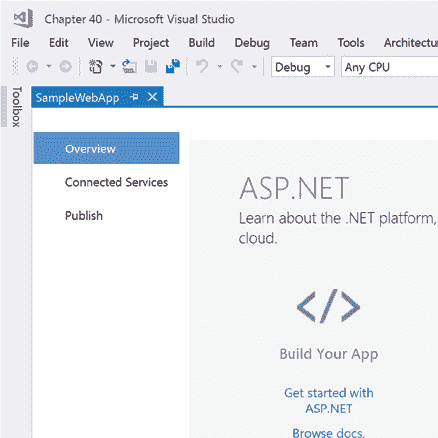 Chapter 40 - Microsoft Visual Studio
File Edit View Project Build Debug Team Tools Architectu
Debug Any CPU
Toolbox
SampleWebApp
Overview
Connected Services
Publish
ASP.NET
Learn about the .NET platform,
cloud.
</>
Build Your App
Get started with
ASP.NET
Browse docs,